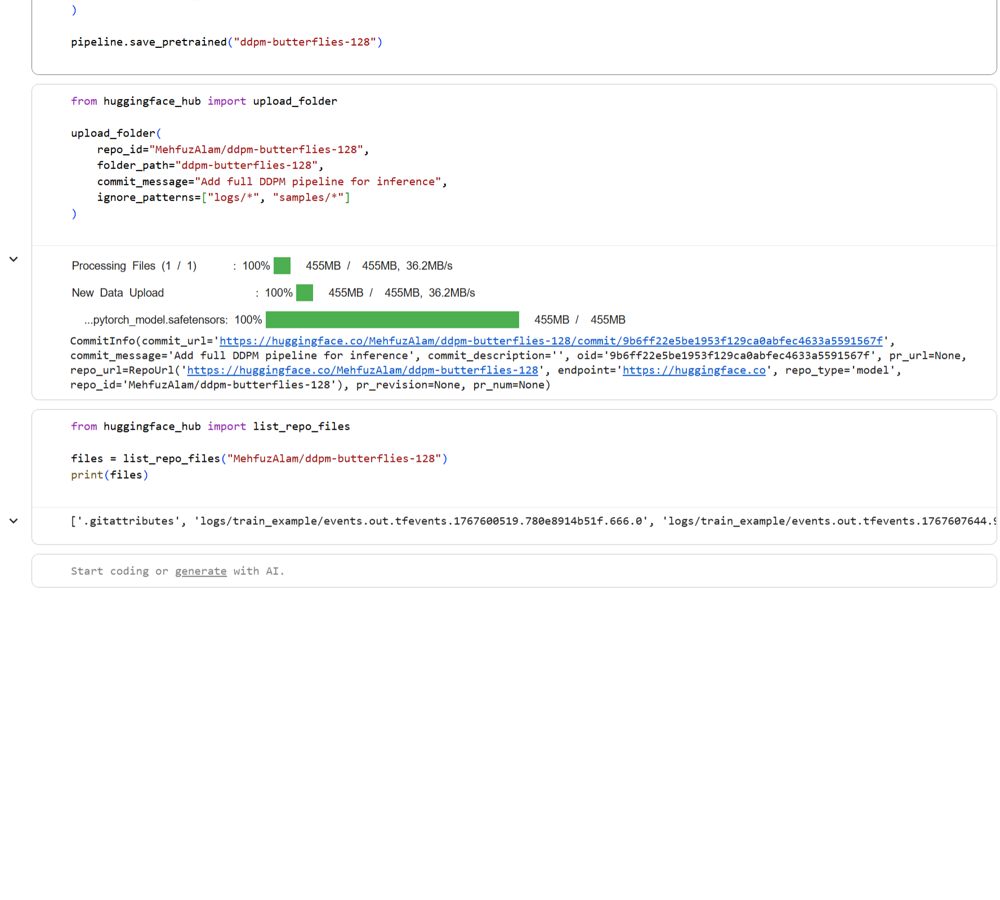 )
pipeline.save_pretrained("ddpm-butterflies-128")
from huggingface_hub import upload_folder
upload_folder(
    repo_id="MehfuzAlam/ddpm-butterflies-128",
    folder_path="ddpm-butterflies-128",
    commit_message="Add full DDPM pipeline for inference",
    ignore_patterns=["logs/*", "samples/*"]
)
Processing Files (1 / 1) : 100% 455MB / 455MB, 36.2MB/s
New Data Upload : 100% 455MB / 455MB, 36.2MB/s
...pytorch_model.safetensors: 100% 455MB / 455MB
CommitInfo(commit_url='https://huggingface.co/MehfuzAlam/ddpm-butterflies-128/commit/9b6ff22e5be1953f129ca0abfec4633a5591567f',
commit_message='Add full DDPM pipeline for inference', commit_description='', oid='9b6ff22e5be1953f129ca0abfec4633a5591567f', pr_url=None,
repo_url=RepoUrl('https://huggingface.co/MehfuzAlam/ddpm-butterflies-128', endpoint='https://huggingface.co', repo_type='model',
repo_id='MehfuzAlam/ddpm-butterflies-128'), pr_revision=None, pr_num=None)
from huggingface_hub import list_repo_files
files = list_repo_files("MehfuzAlam/ddpm-butterflies-128")
print(files)
['.gitattributes', 'logs/train_example/events.out.tfevents.1767600519.780e8914b51f.666.0', 'logs/train_example/events.out.tfevents.1767607644.9
Start coding or generate with AI.